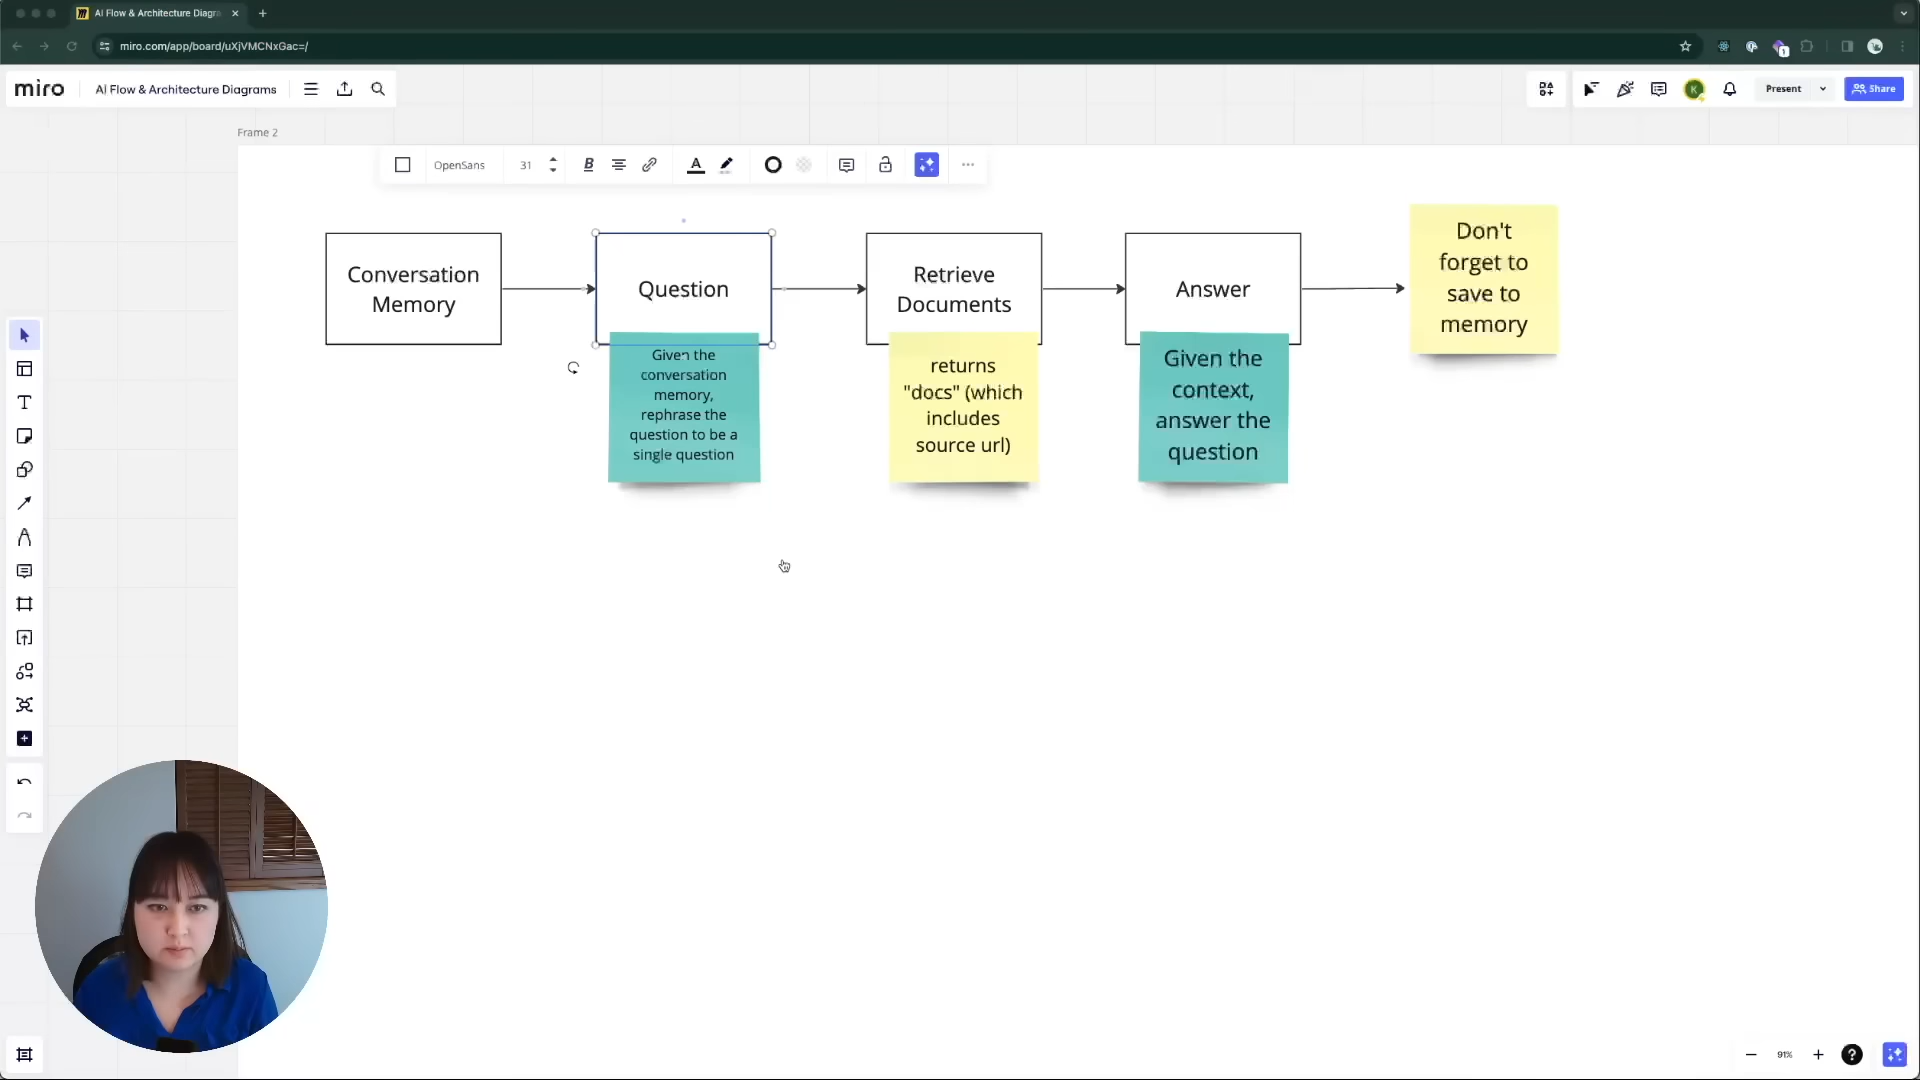 AI Flow & Architecture Diagra
miro.com/app/board/uXjVMCNxGac=/
miro
AI Flow & Architecture Diagrams
K
Present
Share
1
Frame 2
OpenSans
31
B
A
Conversation
Memory
Question
Retrieve
Documents
Answer
Don't
forget to
save to
memory
Given the
conversation
memory,
rephrase the
question to be a
single question
returns
"docs" (which
includes
source url)
Given the
context,
answer the
question
91%
?